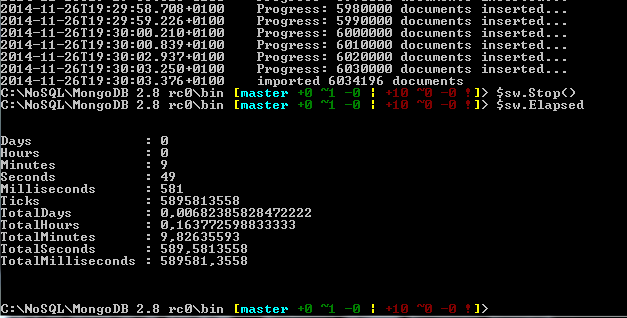 2014-11-26T19:29:58.708+0100 Progress: 5980000 documents inserted...
2014-11-26T19:29:59.226+0100 Progress: 5990000 documents inserted...
2014-11-26T19:30:00.210+0100 Progress: 6000000 documents inserted...
2014-11-26T19:30:00.839+0100 Progress: 6010000 documents inserted...
2014-11-26T19:30:02.937+0100 Progress: 6020000 documents inserted...
2014-11-26T19:30:03.250+0100 Progress: 6030000 documents inserted...
2014-11-26T19:30:03.376+0100 imported 6034196 documents
C:\NoSQL\MongoDB 2.8 rc0\bin [master +0 ~1 -0 | +10 ~0 -0 !]> $sw.Stop()
C:\NoSQL\MongoDB 2.8 rc0\bin [master +0 ~1 -0 | +10 ~0 -0 !]> $sw.Elapsed
Days : 0
Hours : 0
Minutes : 9
Seconds : 49
Milliseconds : 581
Ticks : 5895813558
TotalDays : 0,00682385828472222
TotalHours : 0,163772598833333
TotalMinutes : 9,82635593
TotalSeconds : 589,5813558
TotalMilliseconds : 589581,3558
C:\NoSQL\MongoDB 2.8 rc0\bin [master +0 ~1 -0 | +10 ~0 -0 !]>